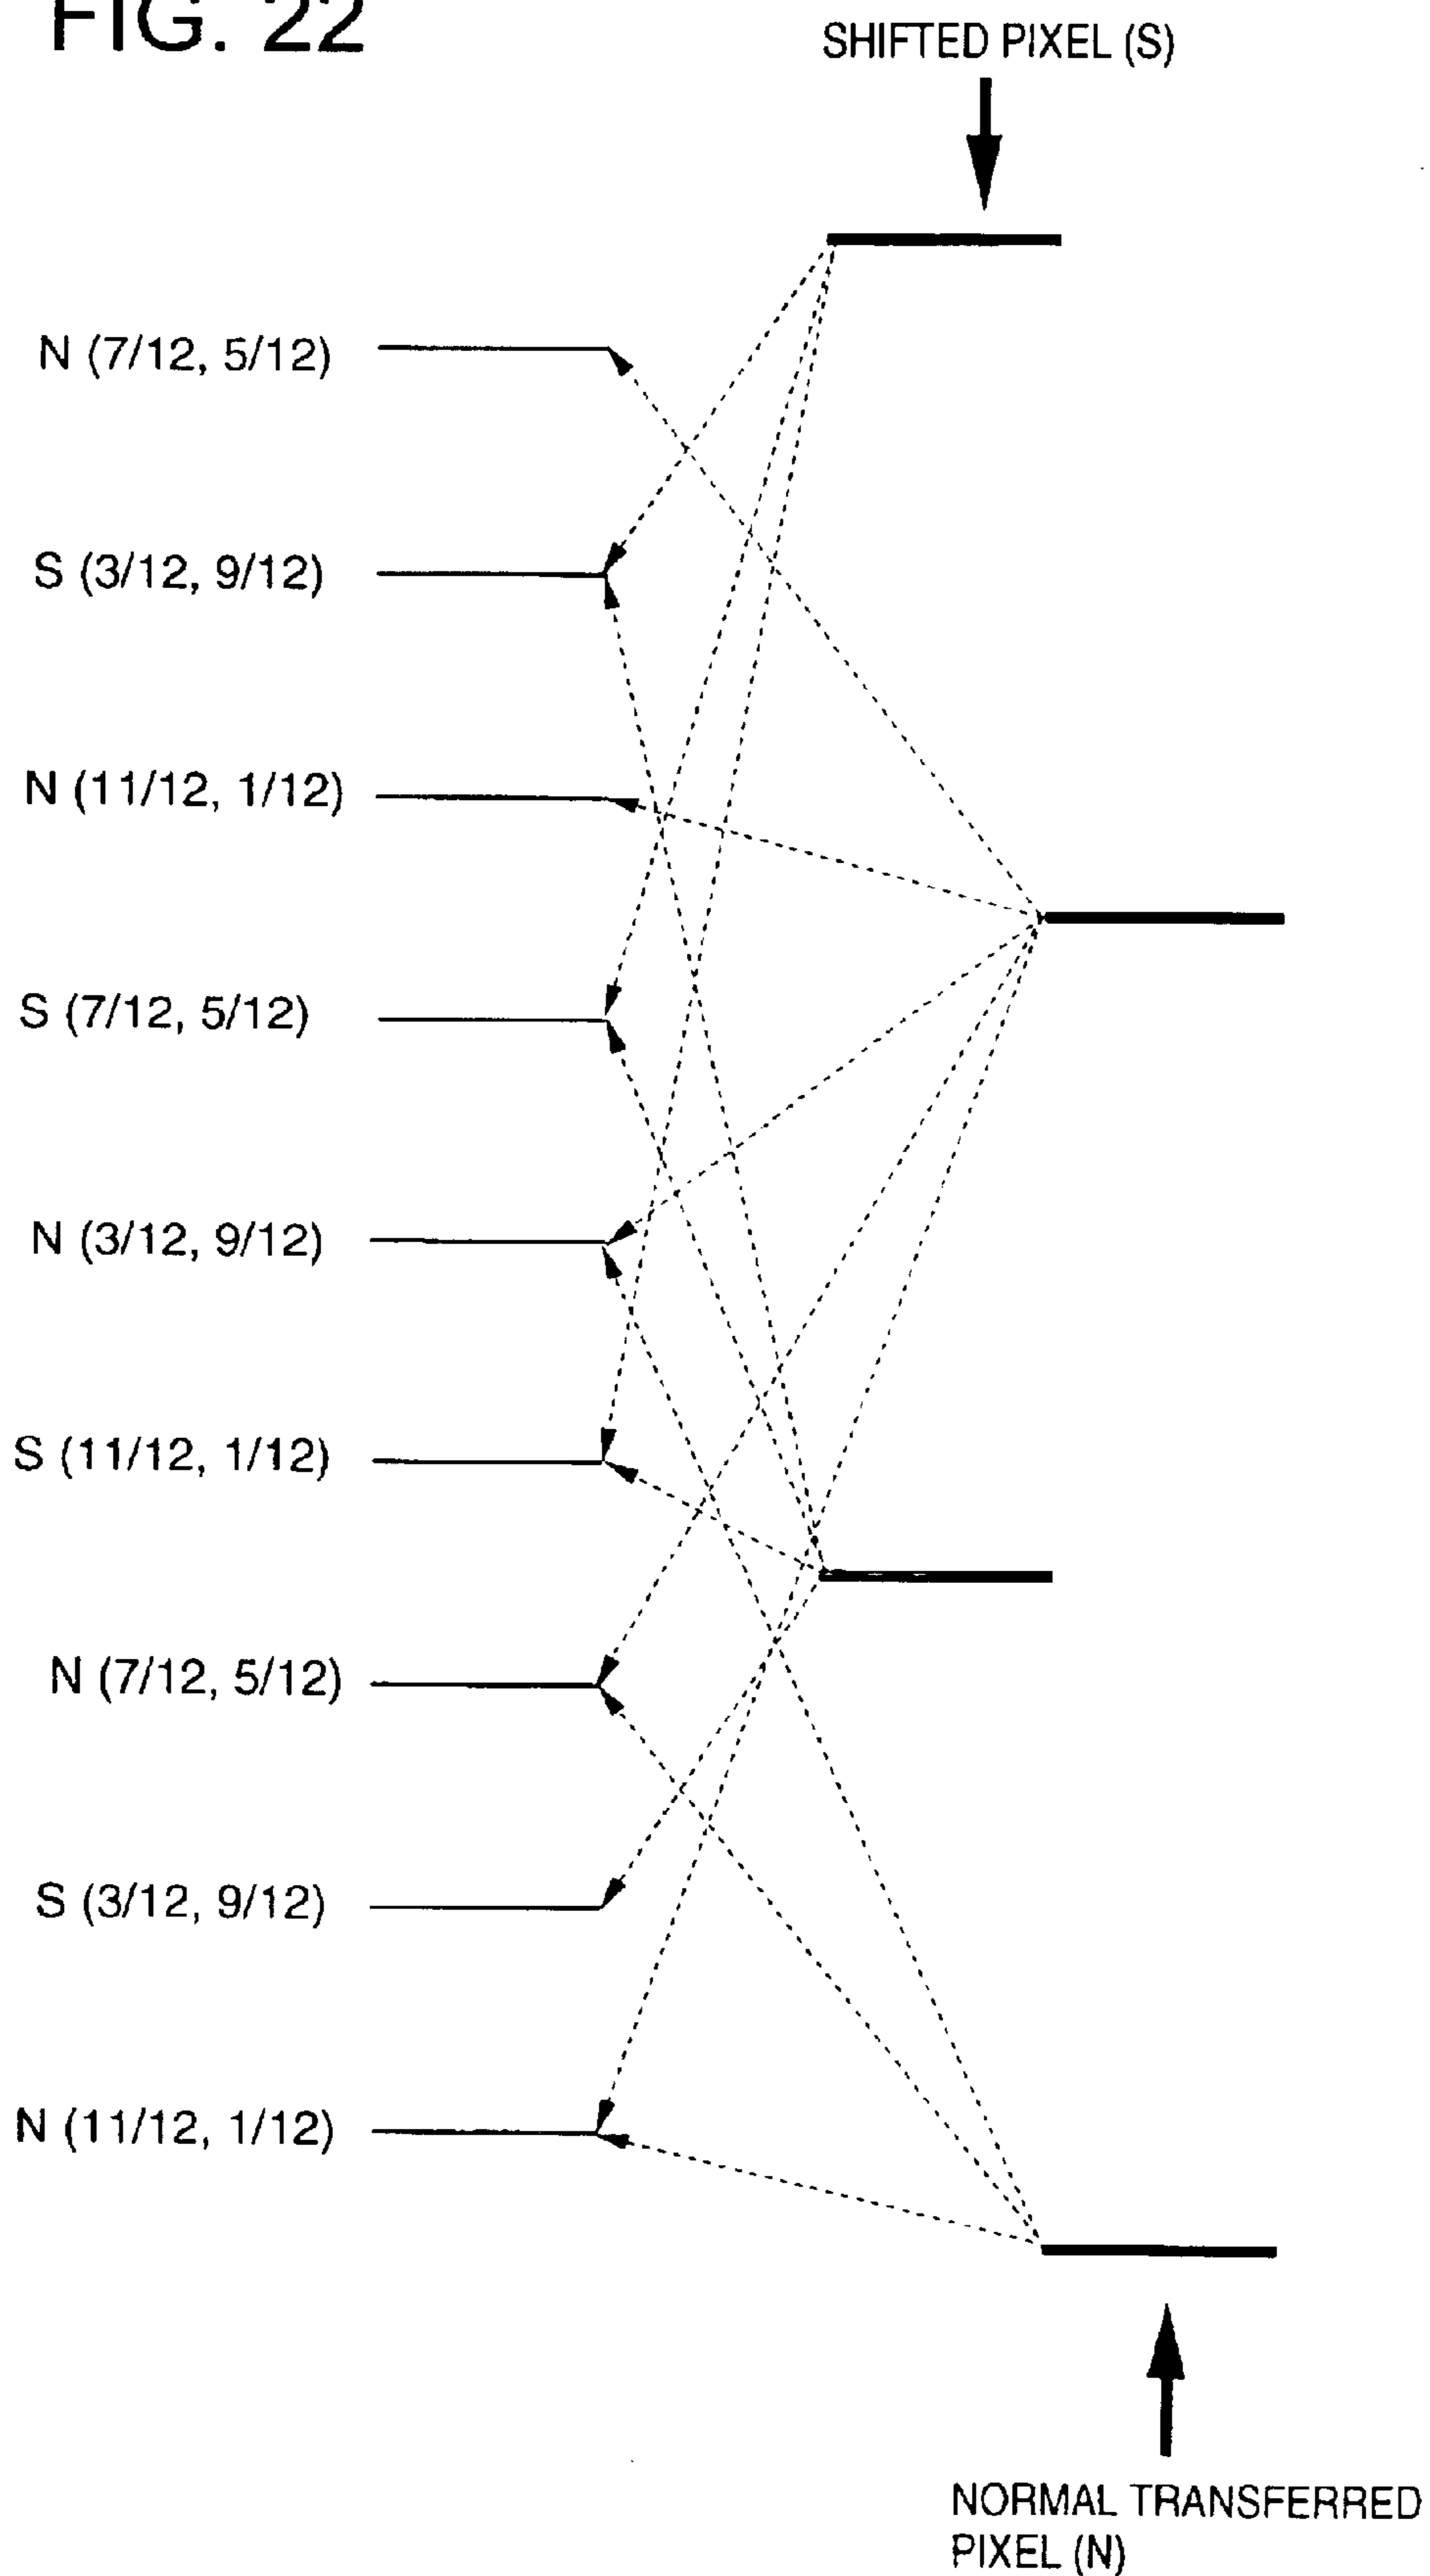 FIG. 22
SHIFTED PIXEL (S)
N (7/12, 5/12)
S (3/12, 9/12)
N (11/12, 1/12)
S (7/12, 5/12)
N (3/12, 9/12)
S (11/12, 1/12)
N (7/12, 5/12)
S (3/12, 9/12)
N (11/12, 1/12)
NORMAL TRANSFERRED
PIXEL (N)